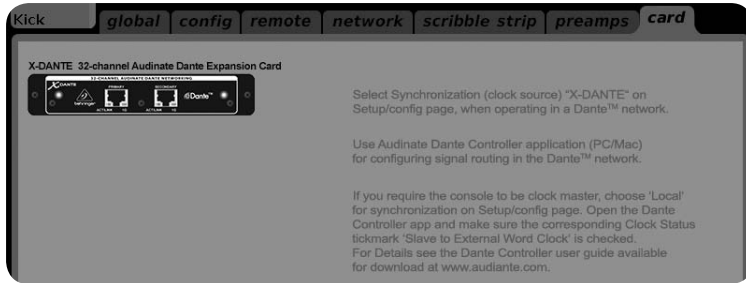 Kick global config remote network scribble strip preamps card
X-DANTE 32-channel Audinate Dante Expansion Card
32-CHANNEL AUDINATE DANTE NETWORKING
X-DANTE PRIMARY SECONDARY
behringer Dante™
ACT/LINK 1G ACT/LINK 1G
Select Synchronization (clock source) "X-DANTE" on
Setup/config page, when operating in a Dante™ network.
Use Audinate Dante Controller application (PC/Mac)
for configuring signal routing in the Dante™ network.
If you require the console to be clock master, choose 'Local'
for synchronization on Setup/config page. Open the Dante
Controller app and make sure the corresponding Clock Status
tickmark 'Slave to External Word Clock' is checked.
For Details see the Dante Controller user guide available
for download at www.audiante.com.